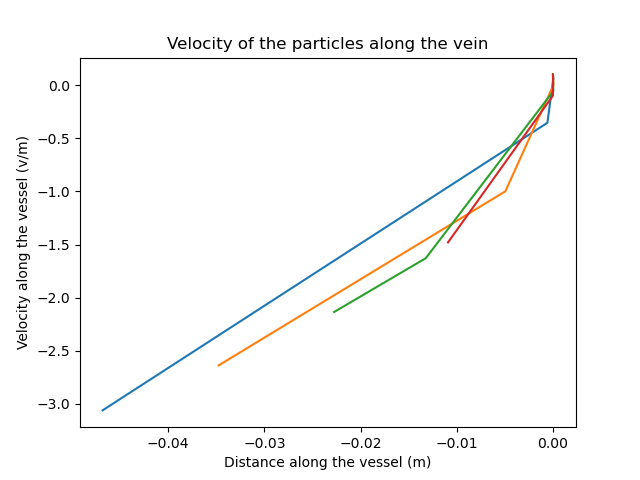 Velocity of the particles along the vein
Velocity along the vessel (v/m)
0.0
−0.5
−1.0
−1.5
−2.0
−2.5
−3.0
−0.04 −0.03 −0.02 −0.01 0.00
Distance along the vessel (m)